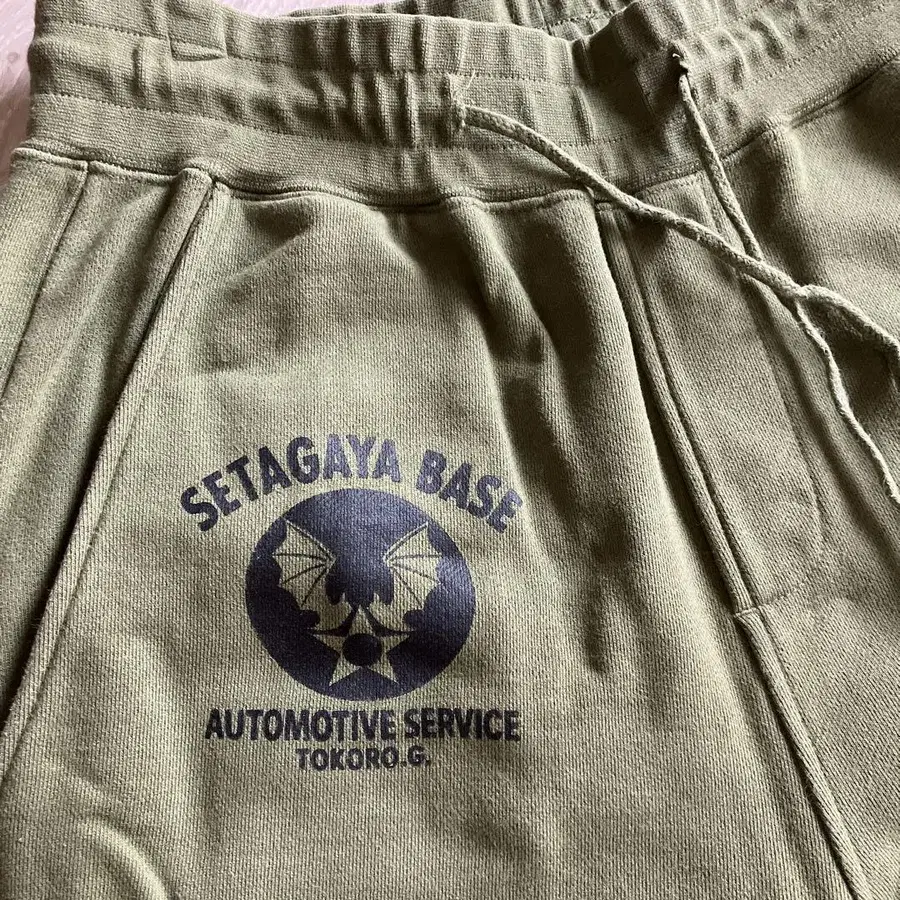 SETAGAYA BASE
AUTOMOTIVE SERVICE
TOKORO.G.